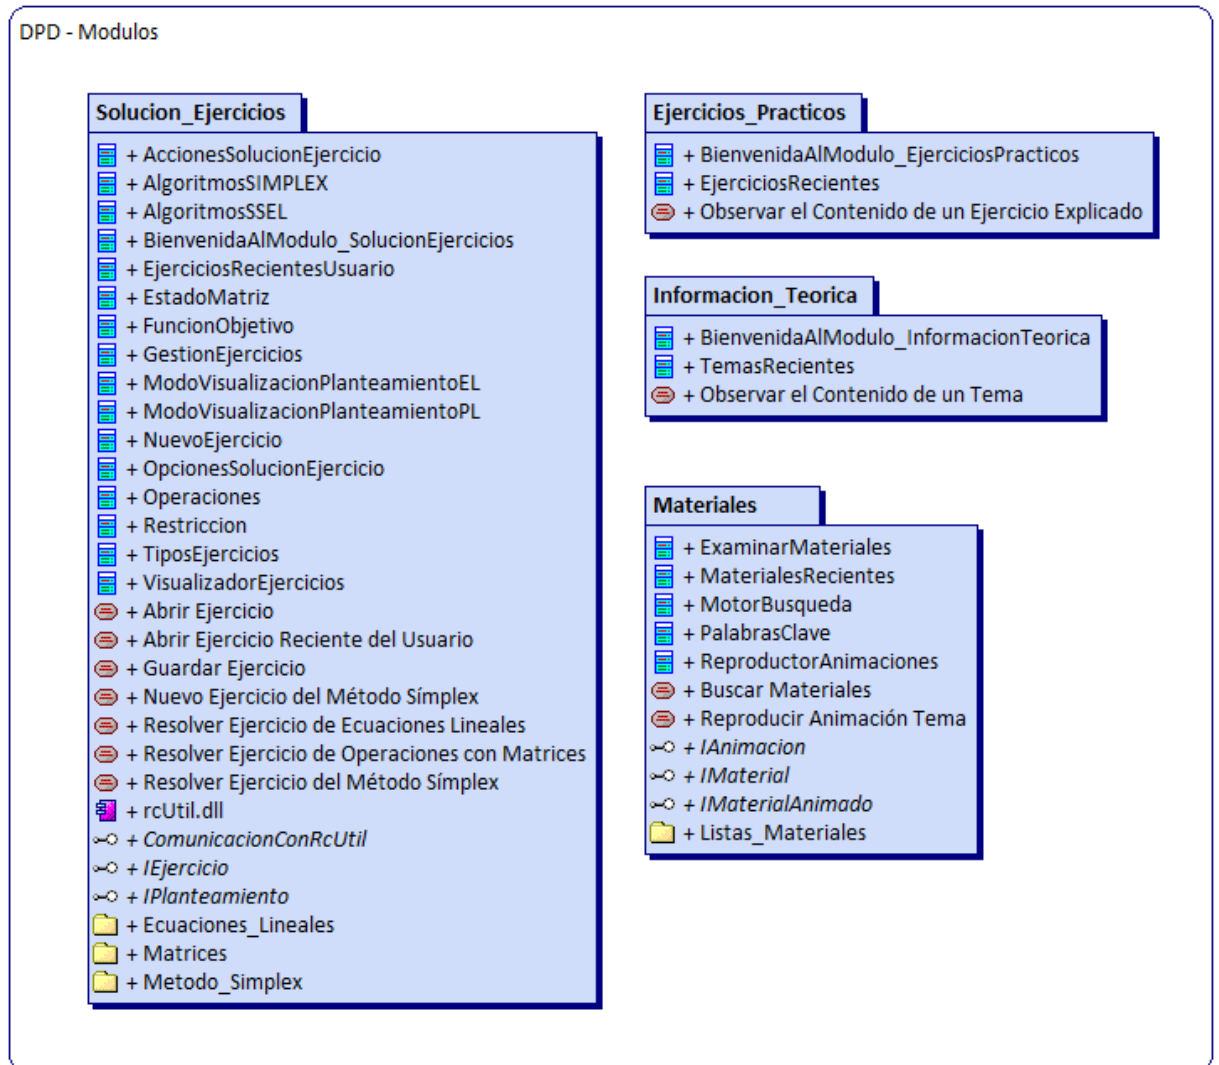 DPD - Modulos
Solucion_Ejercicios
+ AccionesSolucionEjercicio
+ AlgoritmosSIMPLEX
+ AlgoritmosSSEL
+ BienvenidaAlModulo_SolucionEjercicios
+ EjerciciosRecientesUsuario
+ EstadoMatriz
+ FuncionObjetivo
+ GestionEjercicios
+ ModoVisualizacionPlanteamientoEL
+ ModoVisualizacionPlanteamientoPL
+ NuevoEjercicio
+ OpcionesSolucionEjercicio
+ Operaciones
+ Restriccion
+ TiposEjercicios
+ VisualizadorEjercicios
+ Abrir Ejercicio
+ Abrir Ejercicio Reciente del Usuario
+ Guardar Ejercicio
+ Nuevo Ejercicio del Método Símplex
+ Resolver Ejercicio de Ecuaciones Lineales
+ Resolver Ejercicio de Operaciones con Matrices
+ Resolver Ejercicio del Método Símplex
+ rcUtil.dll
+ ComunicacionConRcUtil
+ IEjercicio
+ IPlanteamiento
+ Ecuaciones_Lineales
+ Matrices
+ Metodo_Simplex
Ejercicios_Practicos
+ BienvenidaAlModulo_EjerciciosPracticos
+ EjerciciosRecientes
+ Observar el Contenido de un Ejercicio Explicado
Informacion_Teorica
+ BienvenidaAlModulo_InformacionTeorica
+ TemasRecientes
+ Observar el Contenido de un Tema
Materiales
+ ExaminarMateriales
+ MaterialesRecientes
+ MotorBusqueda
+ PalabrasClave
+ ReproductorAnimaciones
+ Buscar Materiales
+ Reproducir Animación Tema
+ IAnimacion
+ IMaterial
+ IMaterialAnimado
+ Listas_Materiales